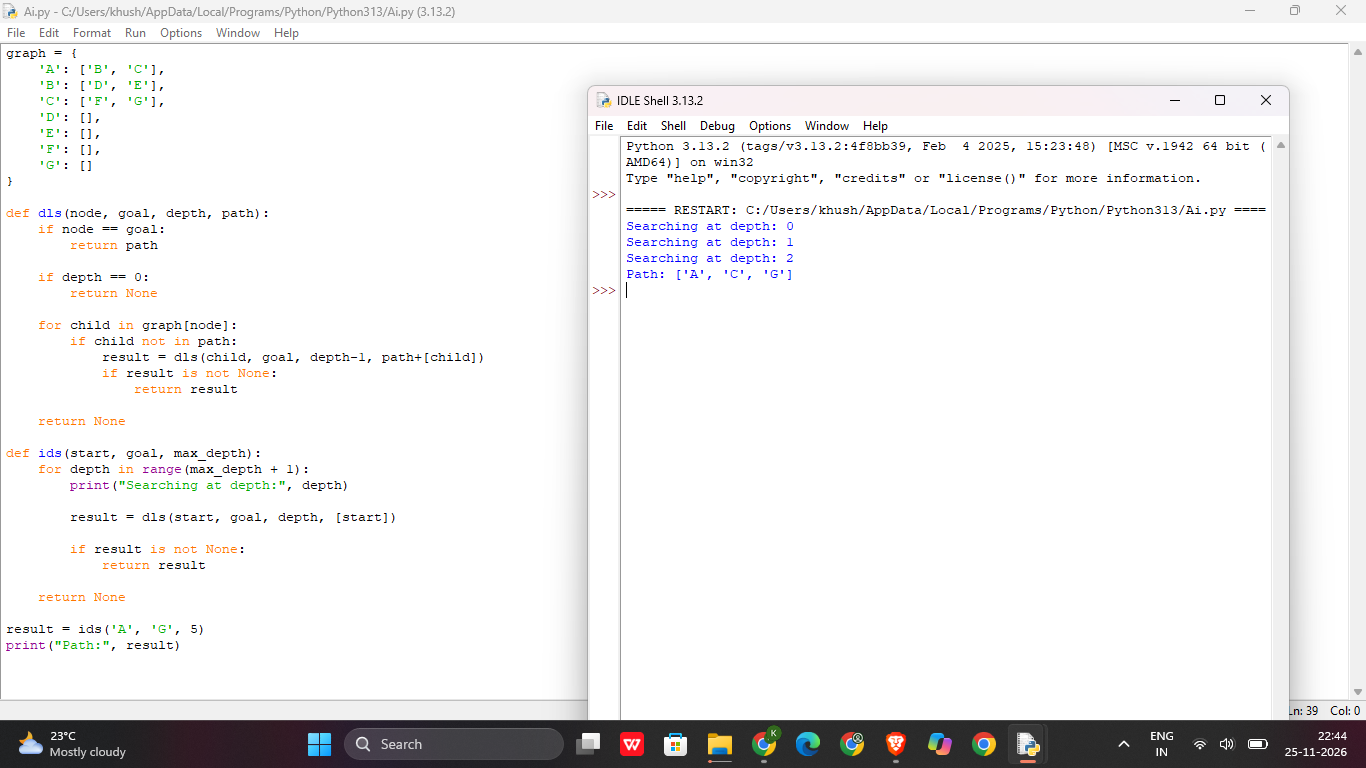 Ai.py - C:/Users/khush/AppData/Local/Programs/Python/Python313/Ai.py (3.13.2)
File Edit Format Run Options Window Help
graph = {
    'A': ['B', 'C'],
    'B': ['D', 'E'],
    'C': ['F', 'G'],
    'D': [],
    'E': [],
    'F': [],
    'G': []
}
def dls(node, goal, depth, path):
    if node == goal:
        return path
    if depth == 0:
        return None
    for child in graph[node]:
        if child not in path:
            result = dls(child, goal, depth-1, path+[child])
            if result is not None:
                return result
    return None
def ids(start, goal, max_depth):
    for depth in range(max_depth + 1):
        print("Searching at depth:", depth)
        result = dls(start, goal, depth, [start])
        if result is not None:
            return result
    return None
result = ids('A', 'G', 5)
print("Path:", result)
IDLE Shell 3.13.2
File Edit Shell Debug Options Window Help
Python 3.13.2 (tags/v3.13.2:4f8bb39, Feb  4 2025, 15:23:48) [MSC v.1942 64 bit (
AMD64)] on win32
Type "help", "copyright", "credits" or "license()" for more information.
>>>
===== RESTART: C:/Users/khush/AppData/Local/Programs/Python/Python313/Ai.py ====
Searching at depth: 0
Searching at depth: 1
Searching at depth: 2
Path: ['A', 'C', 'G']
>>>
Ln: 39 Col: 0
23°C
Mostly cloudy
Search
W
K
ENG
IN
22:44
25-11-2026